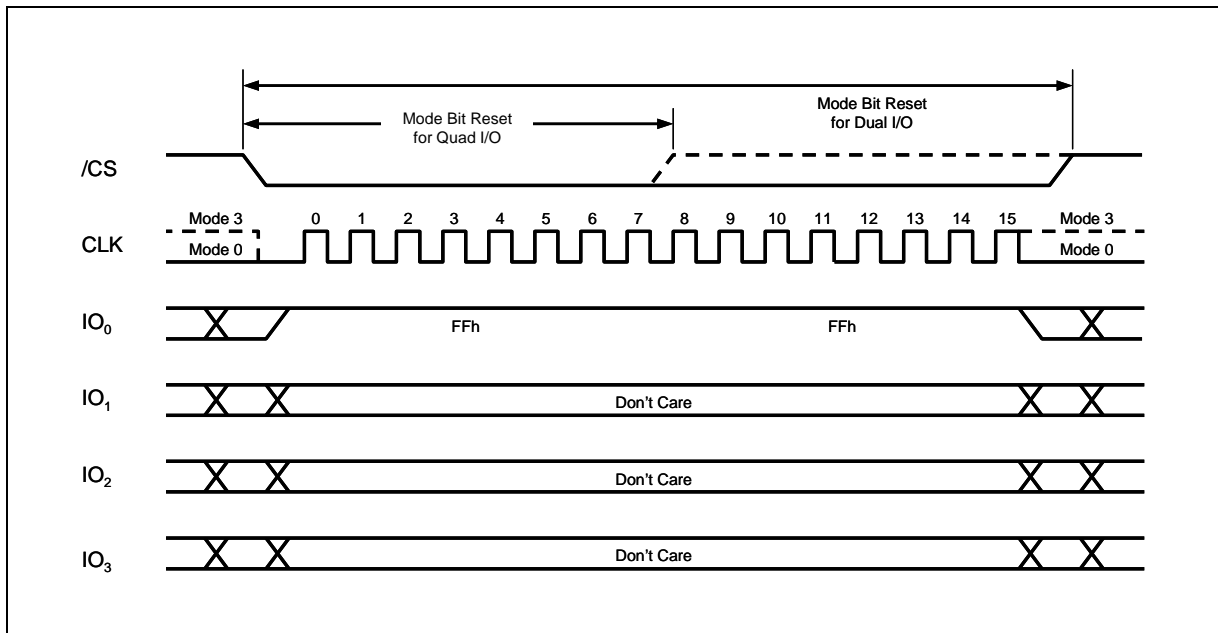 Mode Bit Reset
for Dual I/O
Mode Bit Reset
for Quad I/O
/CS
Mode 3
0 1 2 3 4 5 6 7 8 9 10 11 12 13 14 15
Mode 3
CLK
Mode 0
Mode 0
IO0
FFh
FFh
IO1
Don't Care
IO2
Don't Care
IO3
Don't Care